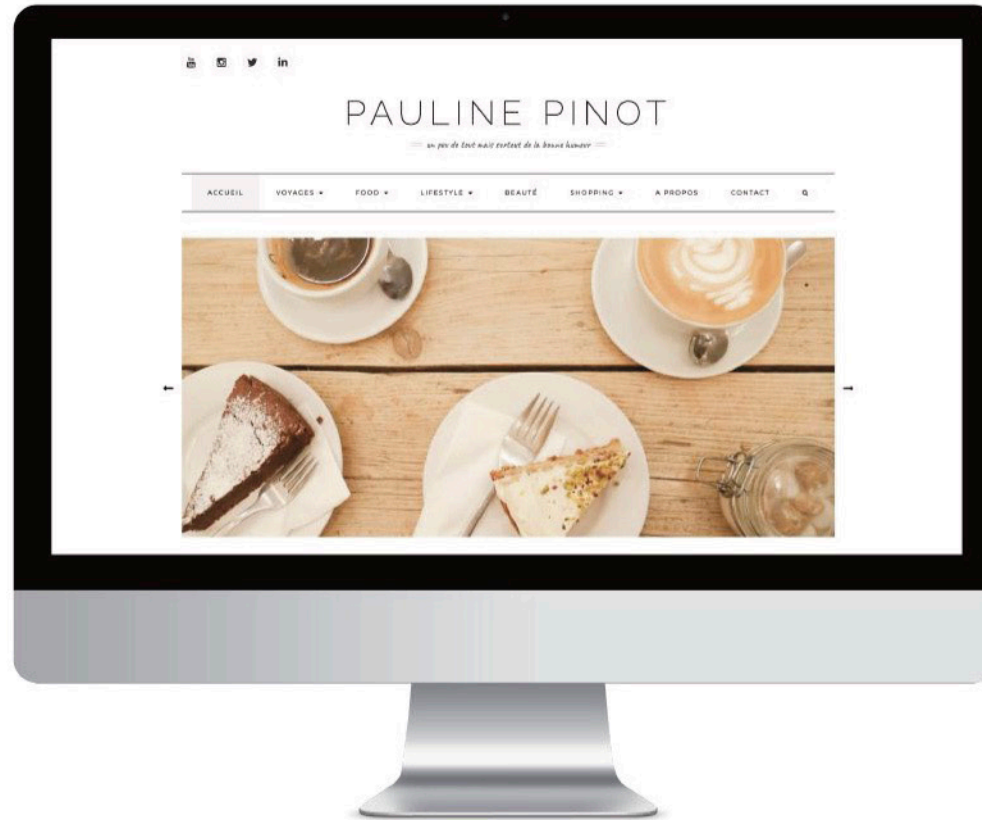 PAULINE PINOT
un peu de tout mais surtout de la bonne humeur
ACCUEIL VOYAGES FOOD LIFESTYLE BEAUTÉ SHOPPING A PROPOS CONTACT